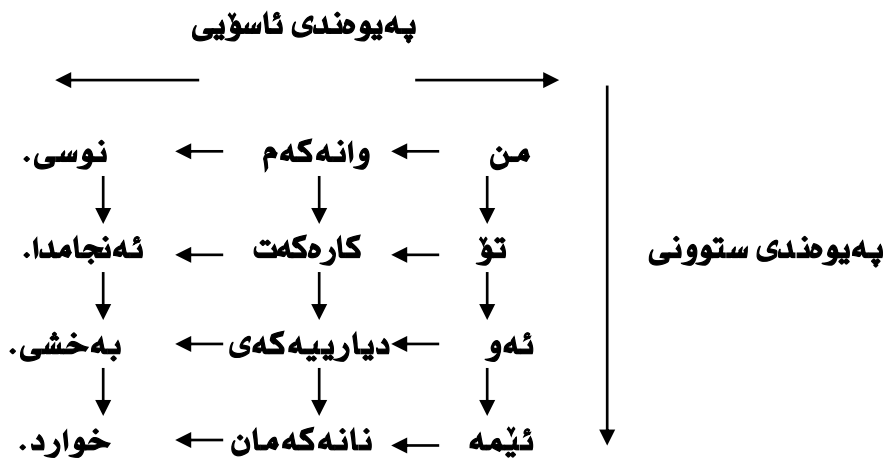 پەیوەندی ئاسۆیی
من وانەکەم نوسی.
تۆ کارەکەت ئەنجامدا.
پەیوەندی ستوونی
ئەو دیارییەکەی بەخشی.
ئێمە نانەکەمان خوارد.